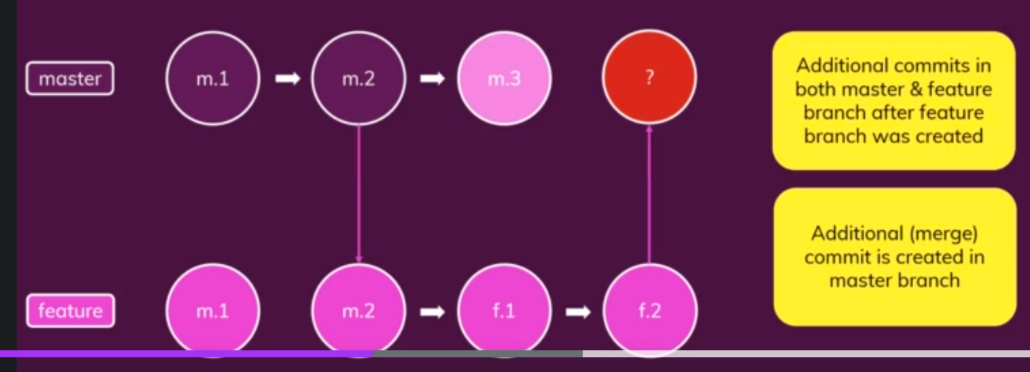 master
m.1
m.2
m.3
?
Additional commits in
both master & feature
branch after feature
branch was created
Additional (merge)
commit is created in
master branch
feature
m.1
m.2
f.1
f.2